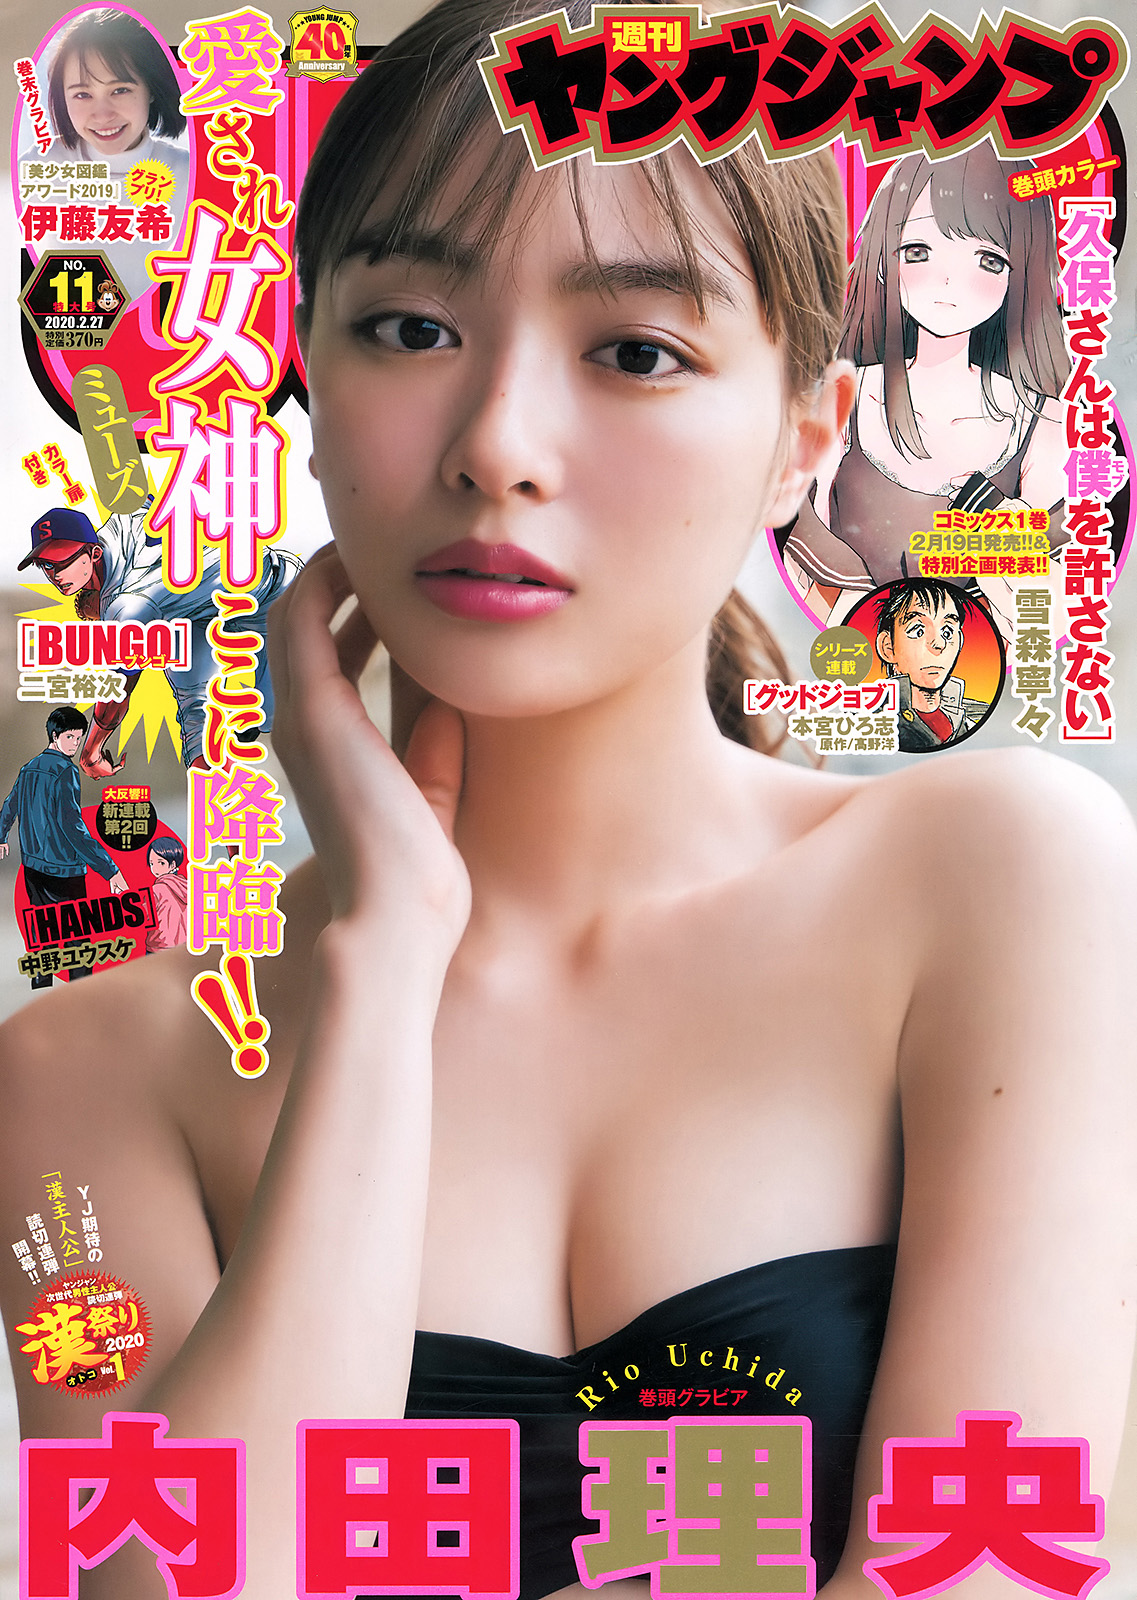 週刊
ヤングジャンプ
YOUNG JUMP
40周年
Anniversary
巻末グラビア
『美少女図鑑
アワード2019』
グランプリ!
伊藤友希
NO.
11
特大号
2020.2.27
特別定価370円
愛され女神ここに降臨!!
ミューズ
カラー扉付き
S
[BUNGO]
ーブンゴー
二宮裕次
大反響!!
新連載
第2回
!!
[HANDS]
中野ユウスケ
巻頭カラー
[久保さんは僕を許さない]
モブ
雪森寧々
コミックス1巻
2月19日発売!!&
特別企画発表!!
シリーズ
連載
[グッドジョブ]
本宮ひろ志
原作/高野洋
YJ期待の
「漢主人公」
読切連弾
開幕!!
ヤンジャン
次世代男性主人公
読切連弾
漢祭り
オトコ
2020
Vol.1
Rio Uchida
巻頭グラビア
内田理央